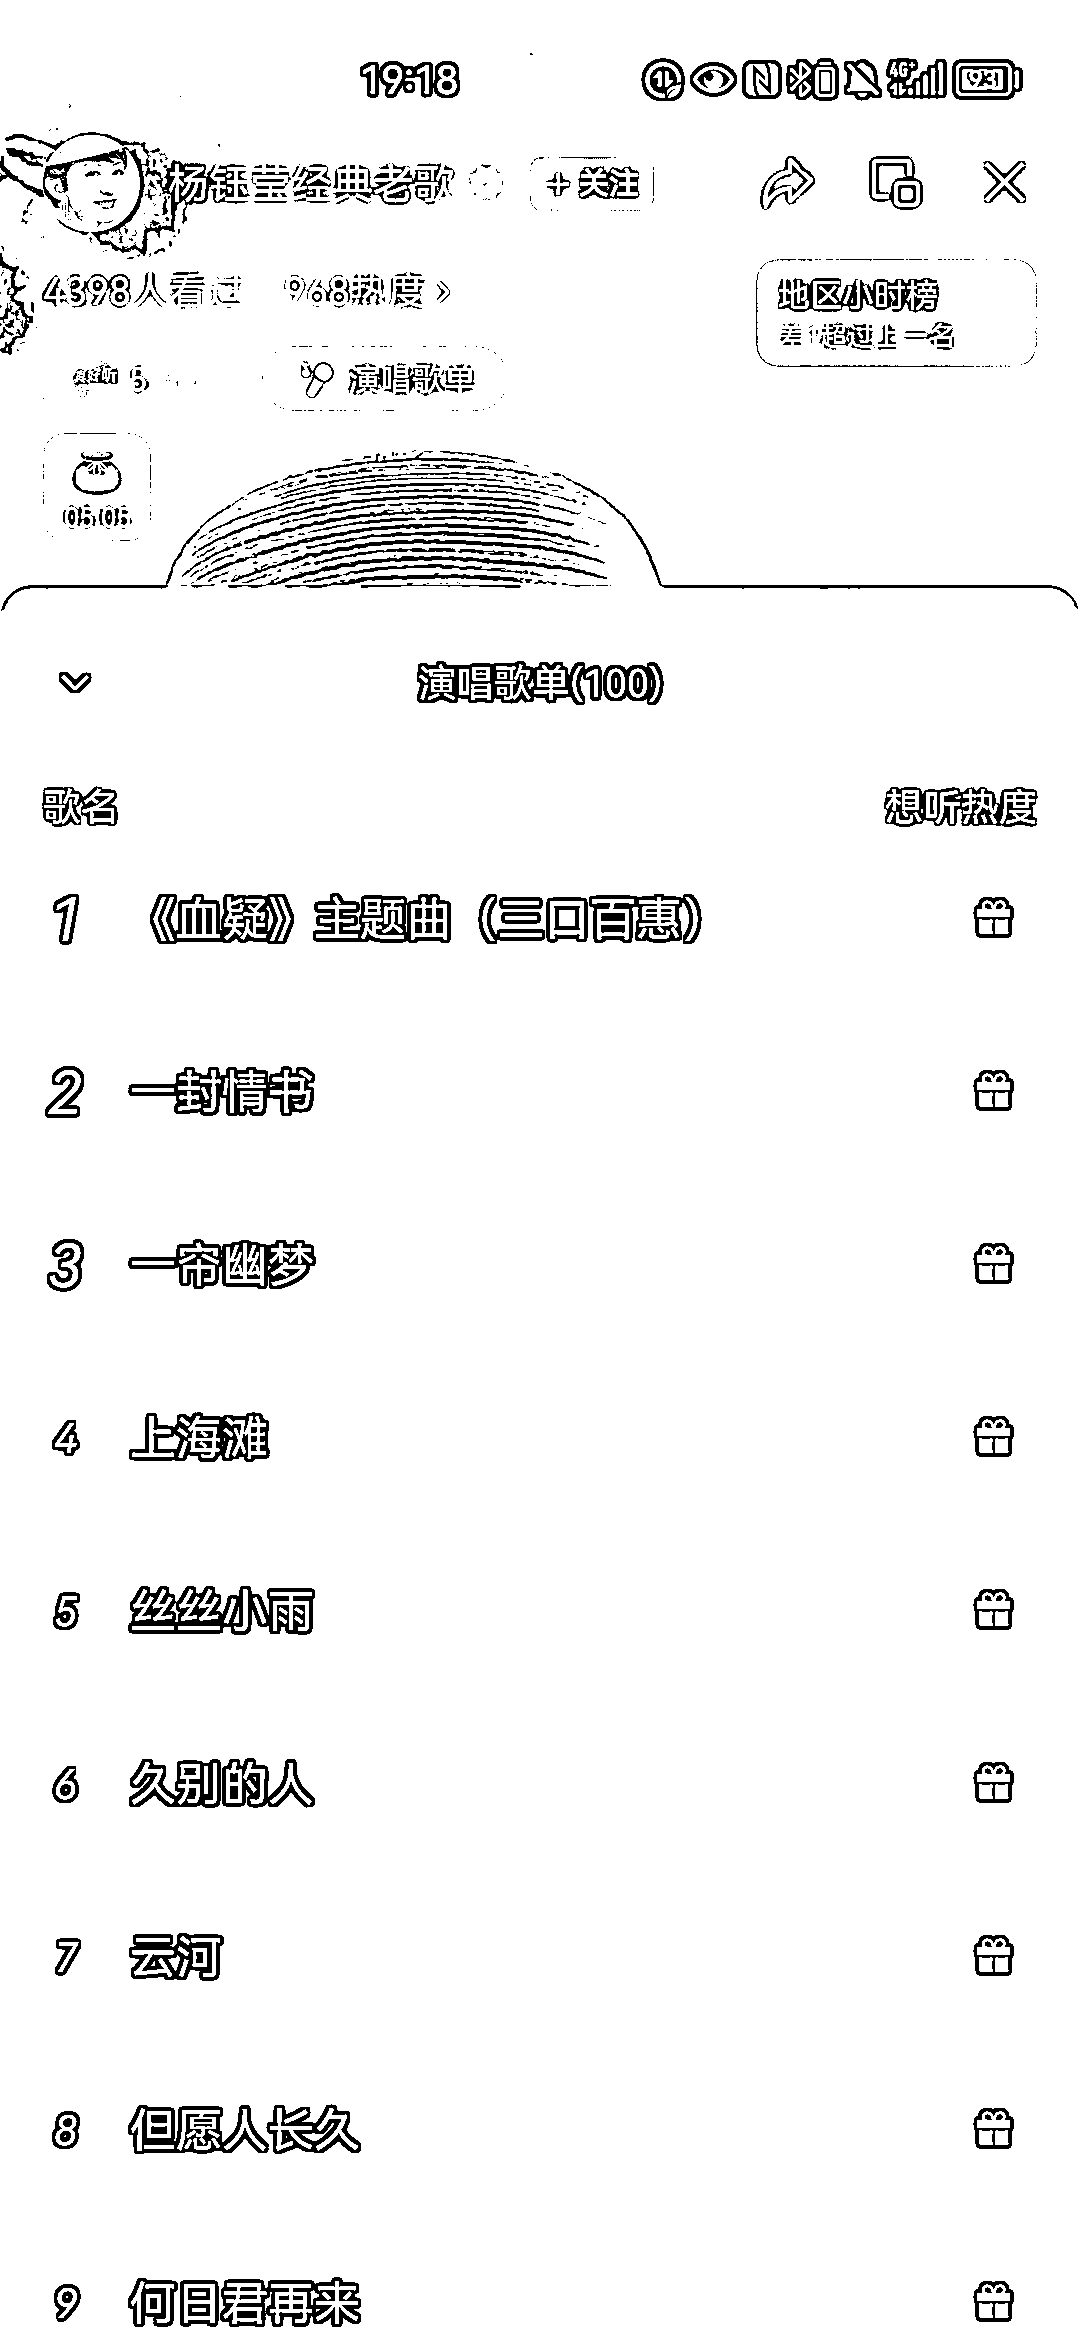 19:18
4G+ 93
杨钰莹经典老歌 + 关注
4398人看过 968热度 >
地区小时榜
超过上一名
演唱歌单
05:05
演唱歌单(100)
歌名 想听热度
1 《血疑》主题曲（三口百惠）
2 一封情书
3 一帘幽梦
4 上海滩
5 丝丝小雨
6 久别的人
7 云河
8 但愿人长久
9 何日君再来